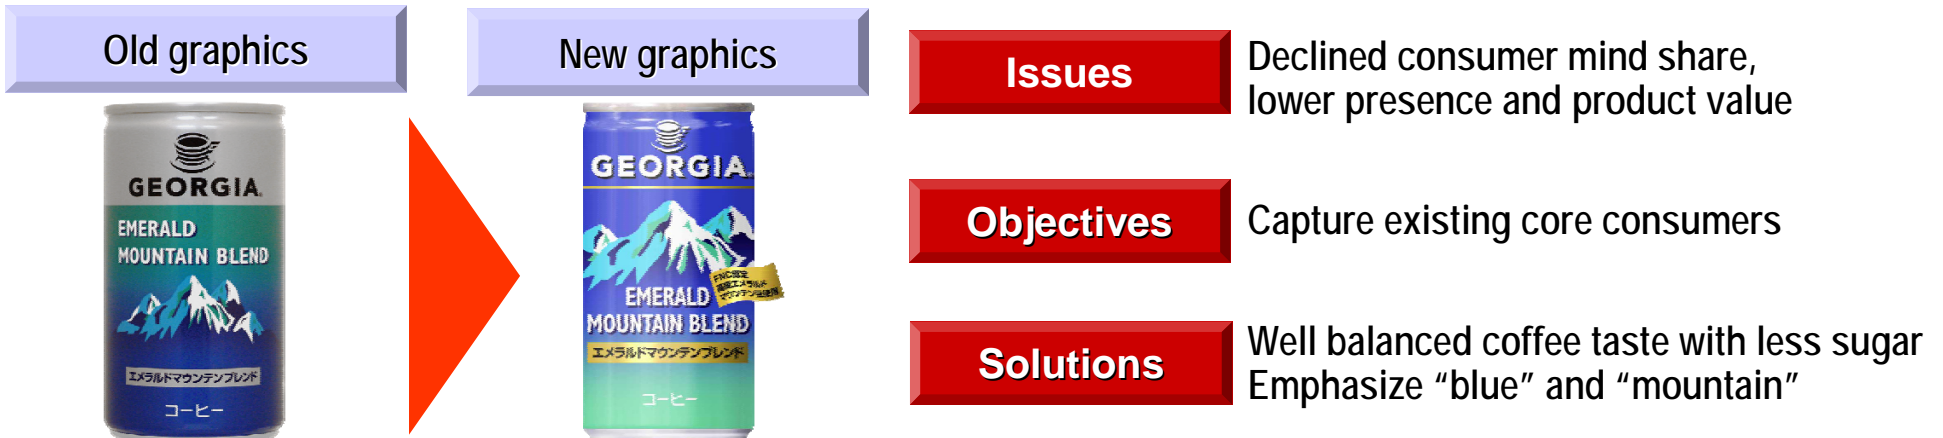 Old graphics
GEORGIA
EMERALD
MOUNTAIN BLEND
エメラルドマウンテンブレンド
コーヒー
New graphics
GEORGIA
EMERALD
MOUNTAIN BLEND
エメラルドマウンテンブレンド
コーヒー
Issues
Declined consumer mind share,
lower presence and product value
Objectives
Capture existing core consumers
Solutions
Well balanced coffee taste with less sugar
Emphasize “blue” and “mountain”